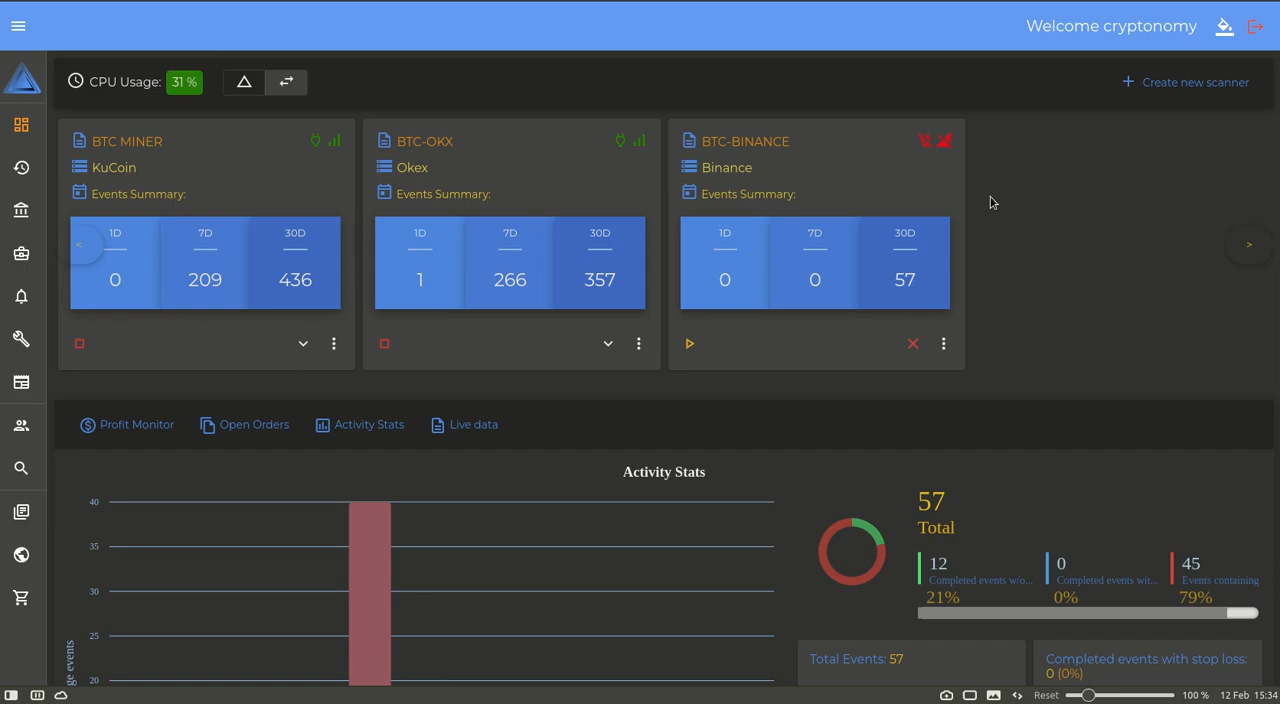 Welcome cryptonomy
CPU Usage: 31 %
Create new scanner
BTC MINER
KuCoin
Events Summary:
1D 7D 30D
0 209 436
BTC-OKX
Okex
Events Summary:
1D 7D 30D
1 266 357
BTC-BINANCE
Binance
Events Summary:
1D 7D 30D
0 0 57
<
>
Profit Monitor Open Orders Activity Stats Live data
Activity Stats
40
35
30
25
20
ge events
57
Total
12
Completed events w/o...
21%
0
Completed events wit...
0%
45
Events containing
79%
Total Events: 57
Completed events with stop loss:
0 (0%)
Reset 100 % 12 Feb 15:34